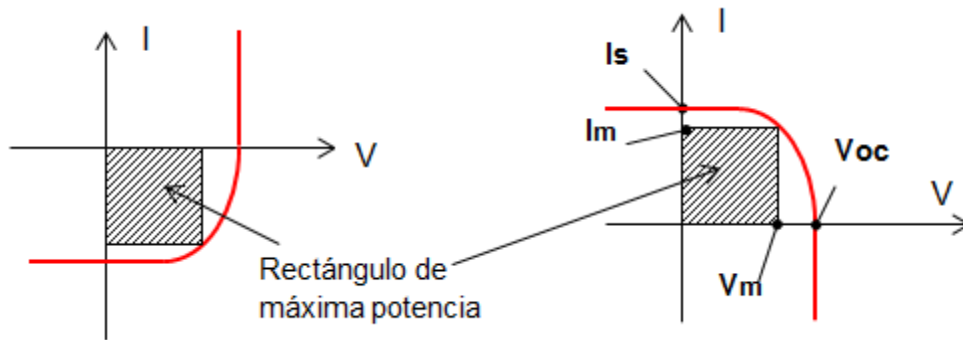 I
V
Rectángulo de
máxima potencia
I
Is
Im
Voc
V
Vm